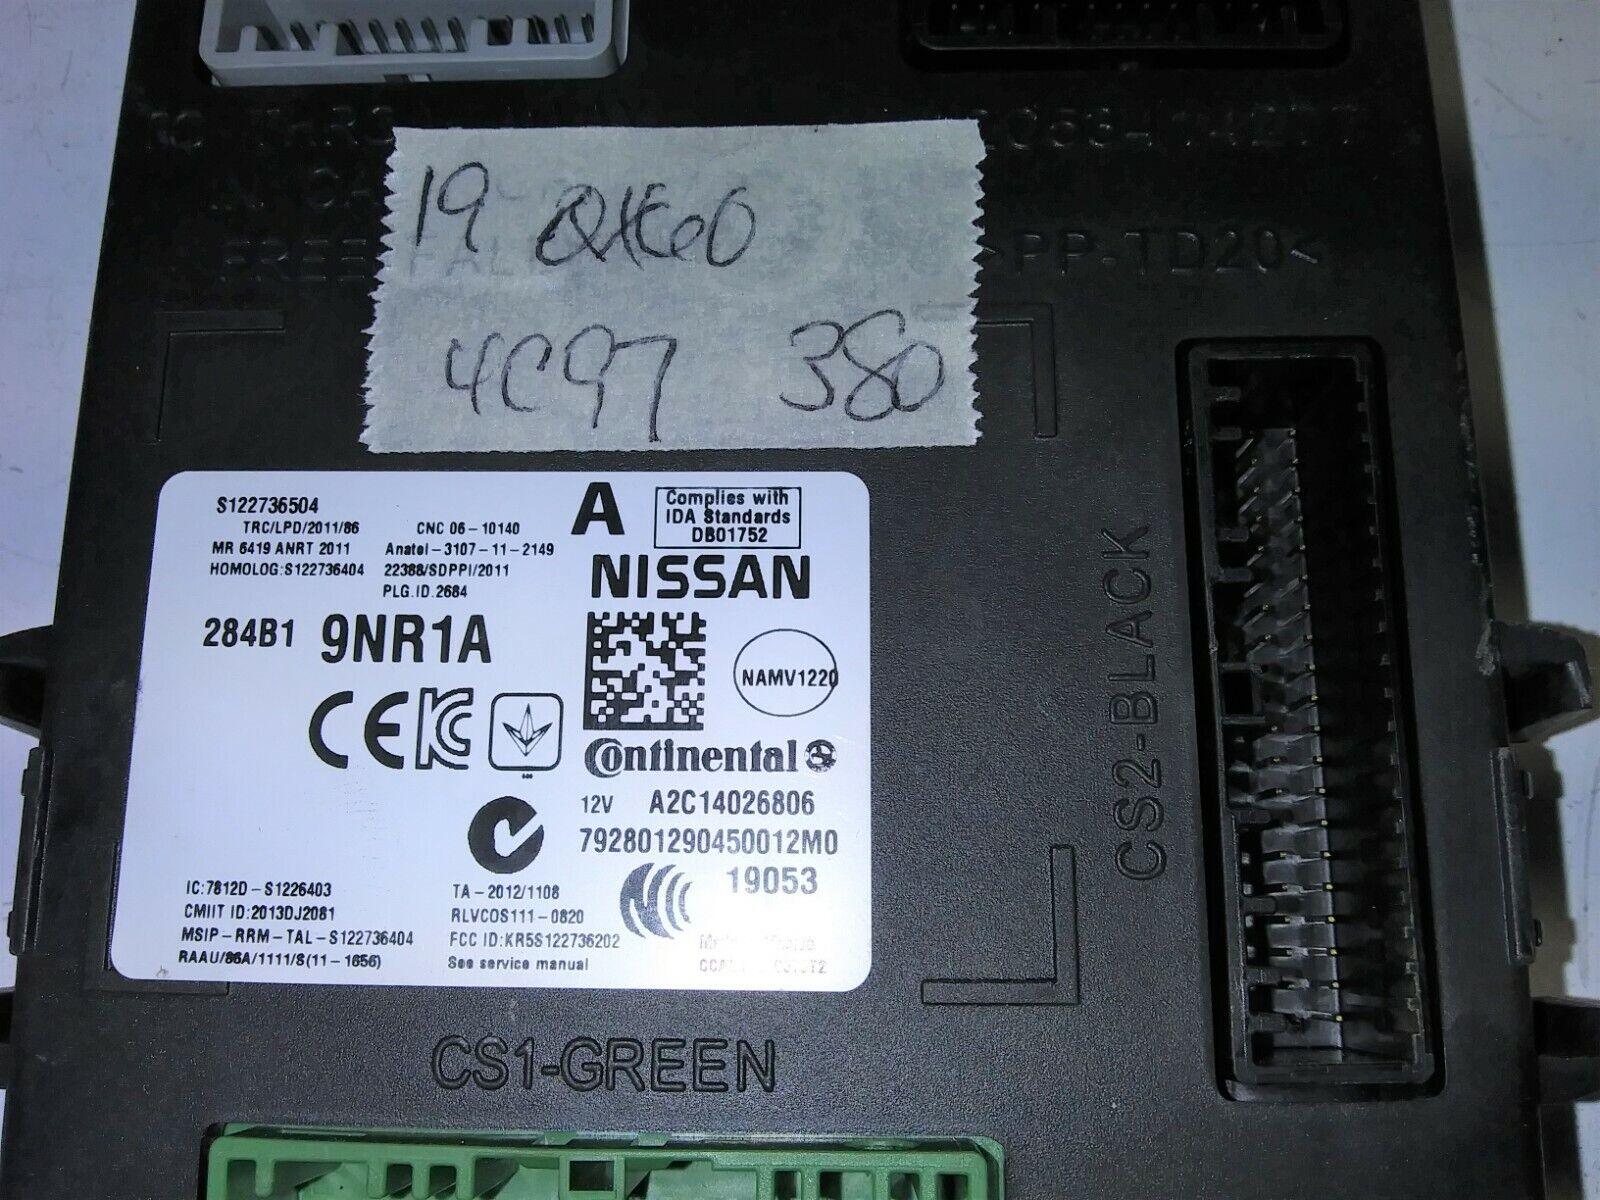 19 QX60
4C97 380
>PP-TD20<
S122736504
TRC/LPD/2011/86 CNC 06-10140
MR 6419 ANRT 2011 Anatel-3107-11-2149
HOMOLOG:S122736404 22388/SDPPI/2011
PLG.ID.2684
A
Complies with
IDA Standards
DB01752
NISSAN
284B1 9NR1A
NAMV1220
CE
Continental
12V A2C14026806
792801290450012M0
19053
IC:7812D-S1226403
CMIIT ID:2013DJ2081
MSIP-RRM-TAL-S122736404
RAAU/86A/1111/S(11-1656)
TA-2012/1108
RLVCOS111-0820
FCC ID:KR5S122736202
See service manual
CS2-BLACK
CS1-GREEN